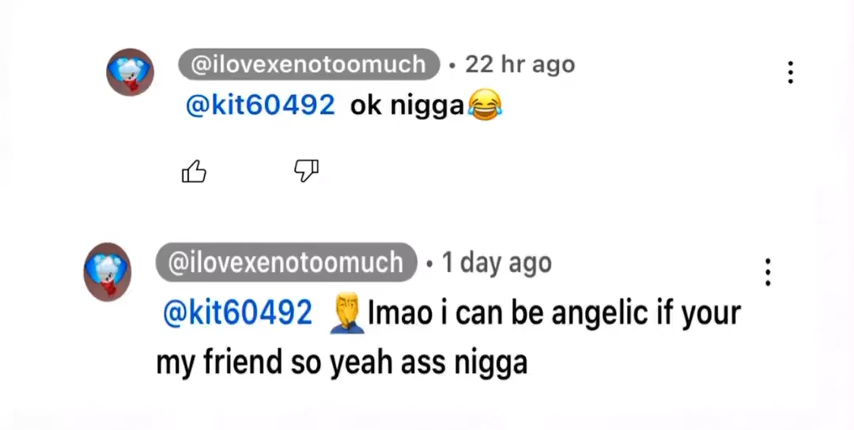 @ilovexenotoomuch • 22 hr ago
@kit60492 ok nigga😂
@ilovexenotoomuch • 1 day ago
@kit60492 🤦‍♂️lmao i can be angelic if your
my friend so yeah ass nigga